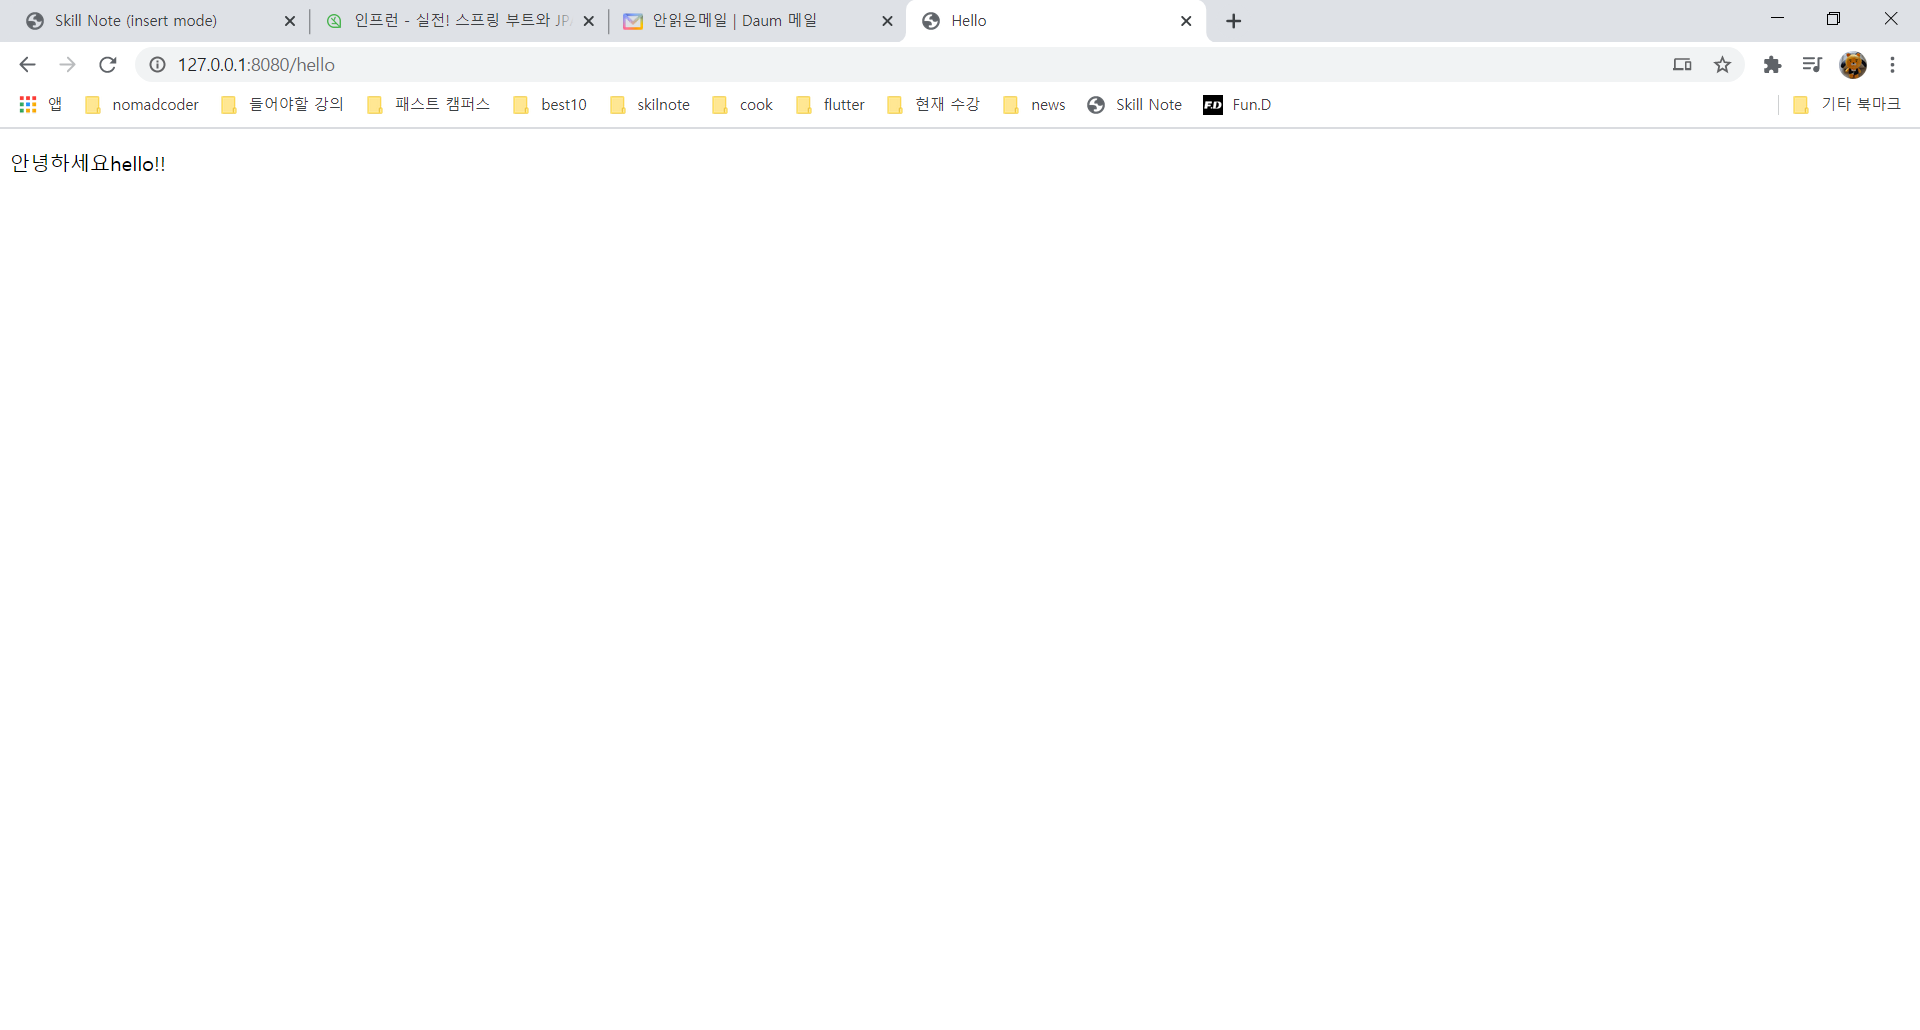 Skill Note (insert mode)
인프런 - 실전! 스프링 부트와 JPA
안읽은메일 | Daum 메일
Hello
127.0.0.1:8080/hello
앱
nomadcoder
들어야할 강의
패스트 캠퍼스
best10
skilnote
cook
flutter
현재 수강
news
Skill Note
F.D
Fun.D
기타 북마크
안녕하세요hello!!